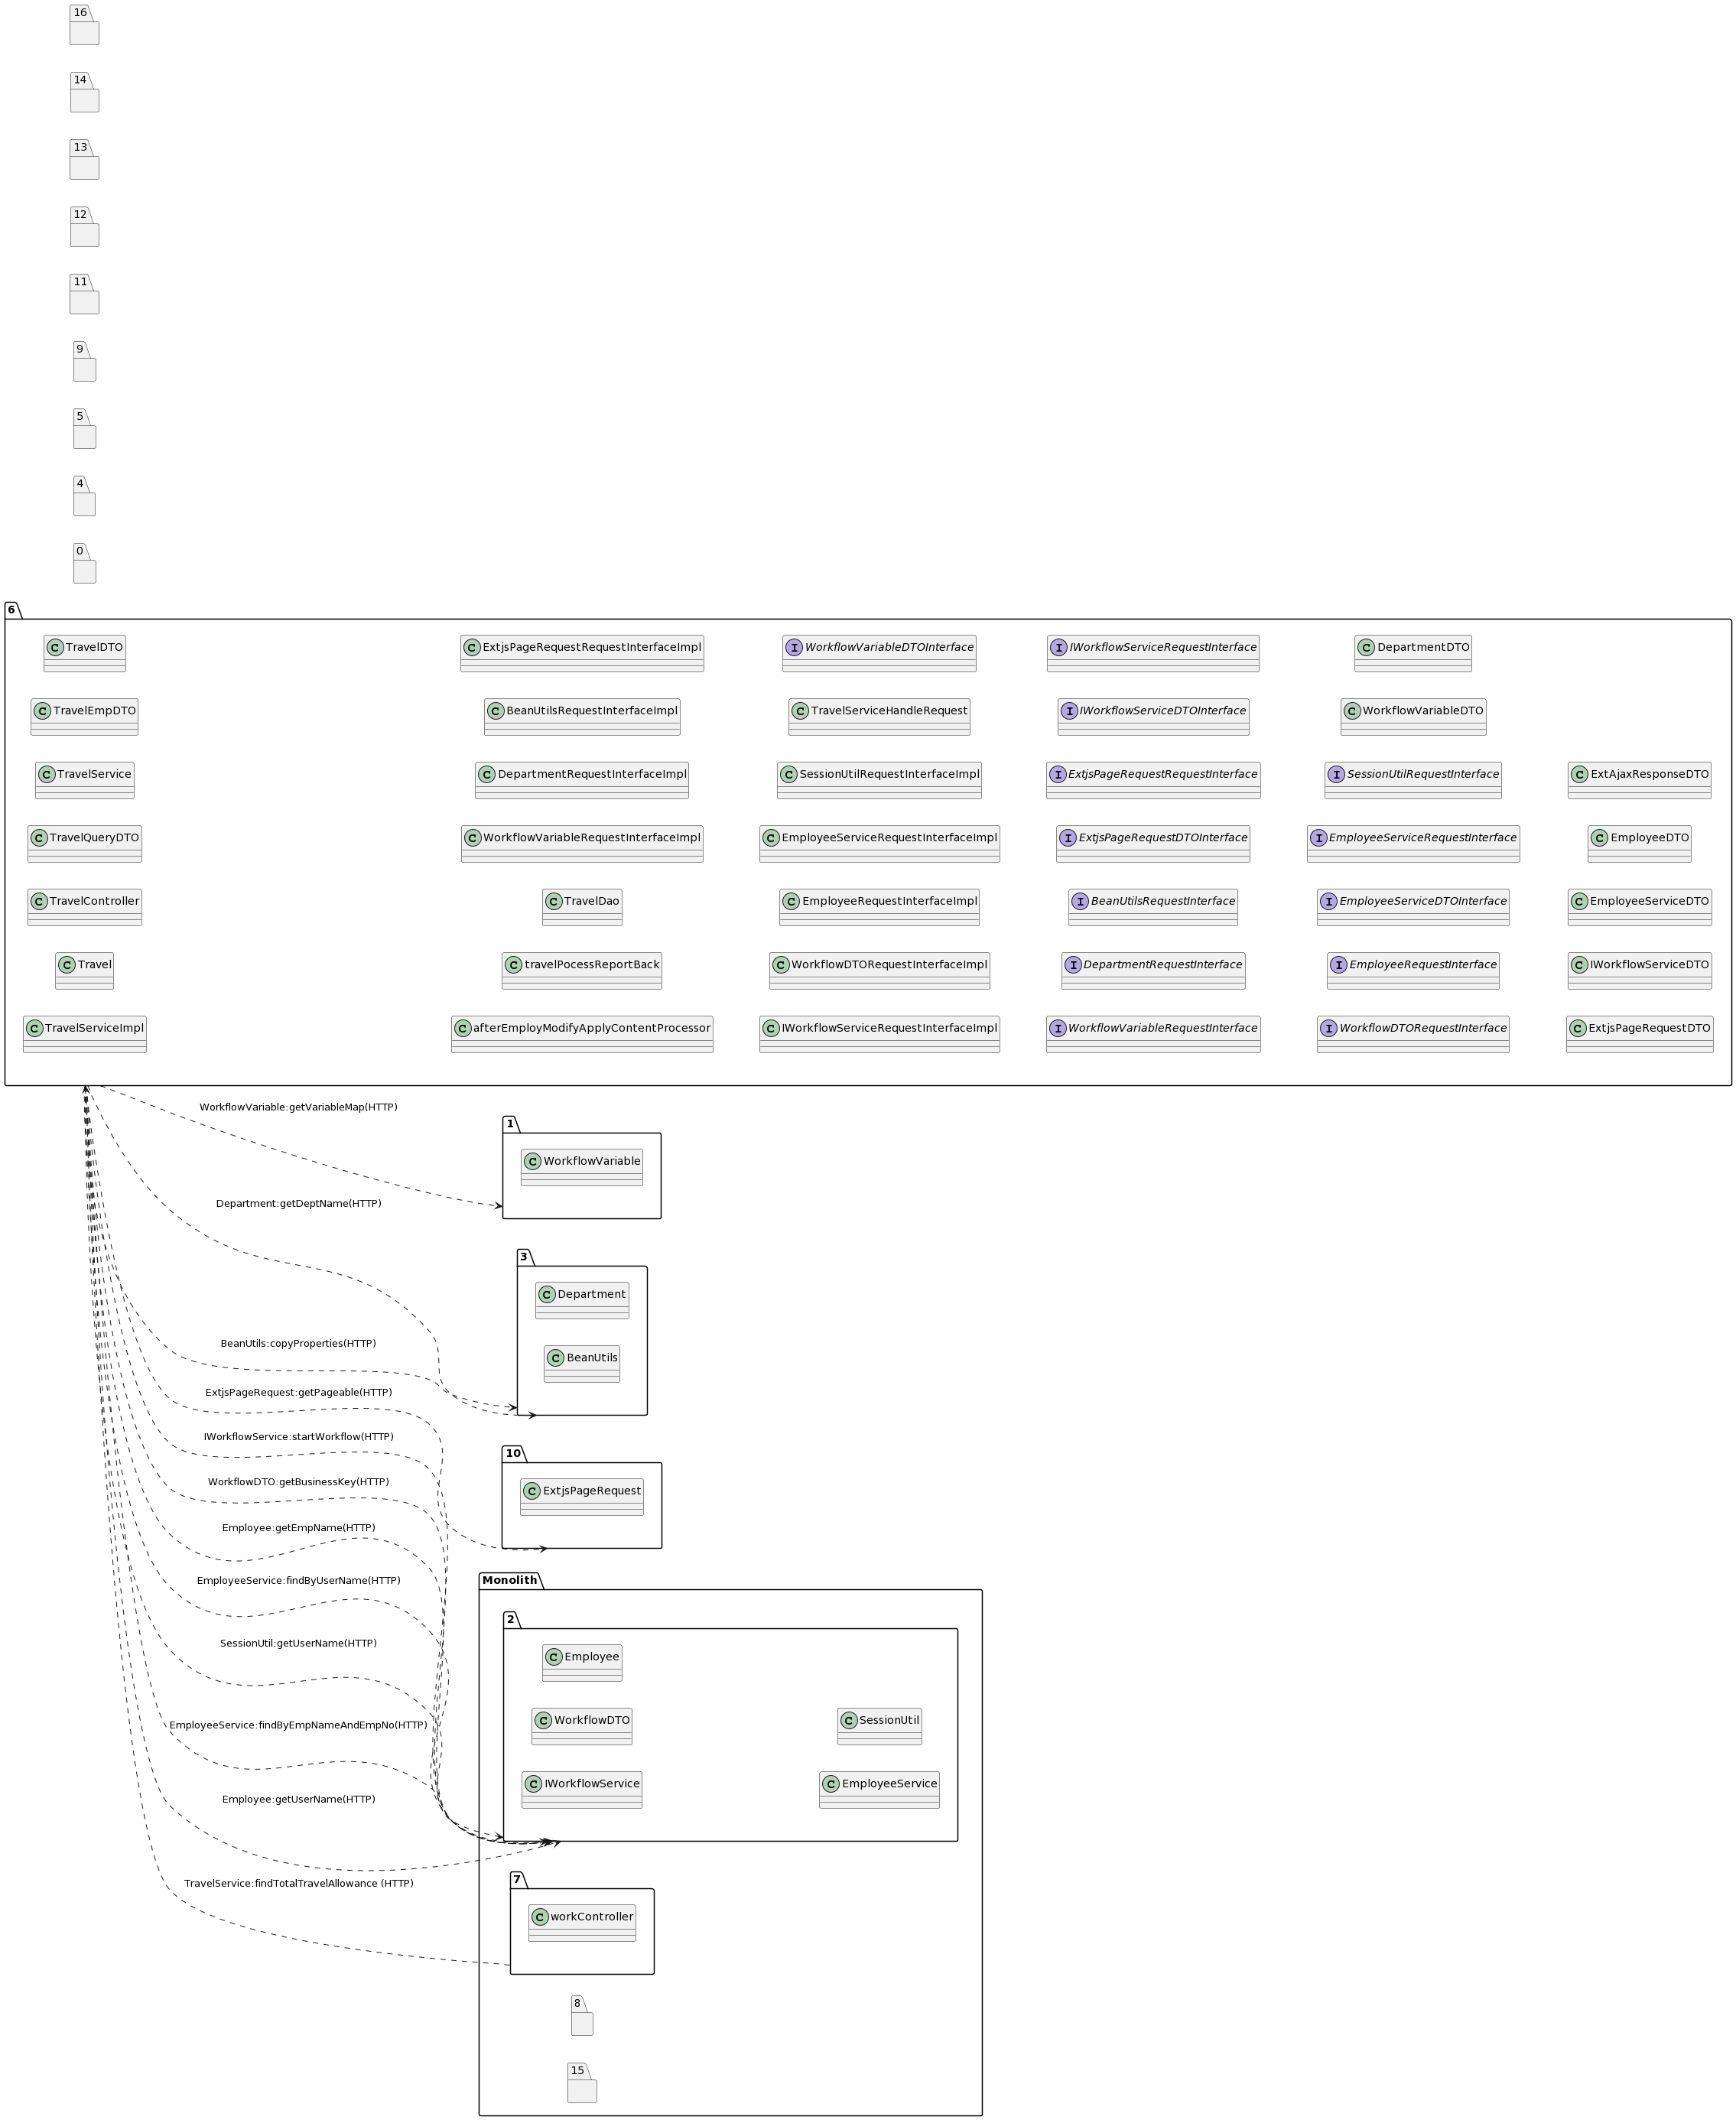 16
14
13
12
11
9
5
4
0
6
C TravelDTO
C ExtjsPageRequestRequestInterfaceImpl
I WorkflowVariableDTOInterface
I IWorkflowServiceRequestInterface
C DepartmentDTO
C TravelEmpDTO
C BeanUtilsRequestInterfaceImpl
C TravelServiceHandleRequest
I IWorkflowServiceDTOInterface
C WorkflowVariableDTO
C TravelService
C DepartmentRequestInterfaceImpl
C SessionUtilRequestInterfaceImpl
I ExtjsPageRequestRequestInterface
I SessionUtilRequestInterface
C ExtAjaxResponseDTO
C TravelQueryDTO
C WorkflowVariableRequestInterfaceImpl
C EmployeeServiceRequestInterfaceImpl
I ExtjsPageRequestDTOInterface
I EmployeeServiceRequestInterface
C EmployeeDTO
C TravelController
C TravelDao
C EmployeeRequestInterfaceImpl
I BeanUtilsRequestInterface
I EmployeeServiceDTOInterface
C EmployeeServiceDTO
C Travel
C travelPocessReportBack
C WorkflowDTORequestInterfaceImpl
I DepartmentRequestInterface
I EmployeeRequestInterface
C IWorkflowServiceDTO
C TravelServiceImpl
C afterEmployModifyApplyContentProcessor
C IWorkflowServiceRequestInterfaceImpl
I WorkflowVariableRequestInterface
I WorkflowDTORequestInterface
C ExtjsPageRequestDTO
WorkflowVariable:getVariableMap(HTTP)
1
C WorkflowVariable
Department:getDeptName(HTTP)
3
C Department
BeanUtils:copyProperties(HTTP)
C BeanUtils
ExtjsPageRequest:getPageable(HTTP)
IWorkflowService:startWorkflow(HTTP)
10
WorkflowDTO:getBusinessKey(HTTP)
C ExtjsPageRequest
Employee:getEmpName(HTTP)
EmployeeService:findByUserName(HTTP)
Monolith
2
SessionUtil:getUserName(HTTP)
C Employee
EmployeeService:findByEmpNameAndEmpNo(HTTP)
C WorkflowDTO
C SessionUtil
Employee:getUserName(HTTP)
C IWorkflowService
C EmployeeService
TravelService:findTotalTravelAllowance (HTTP)
7
C workController
8
15